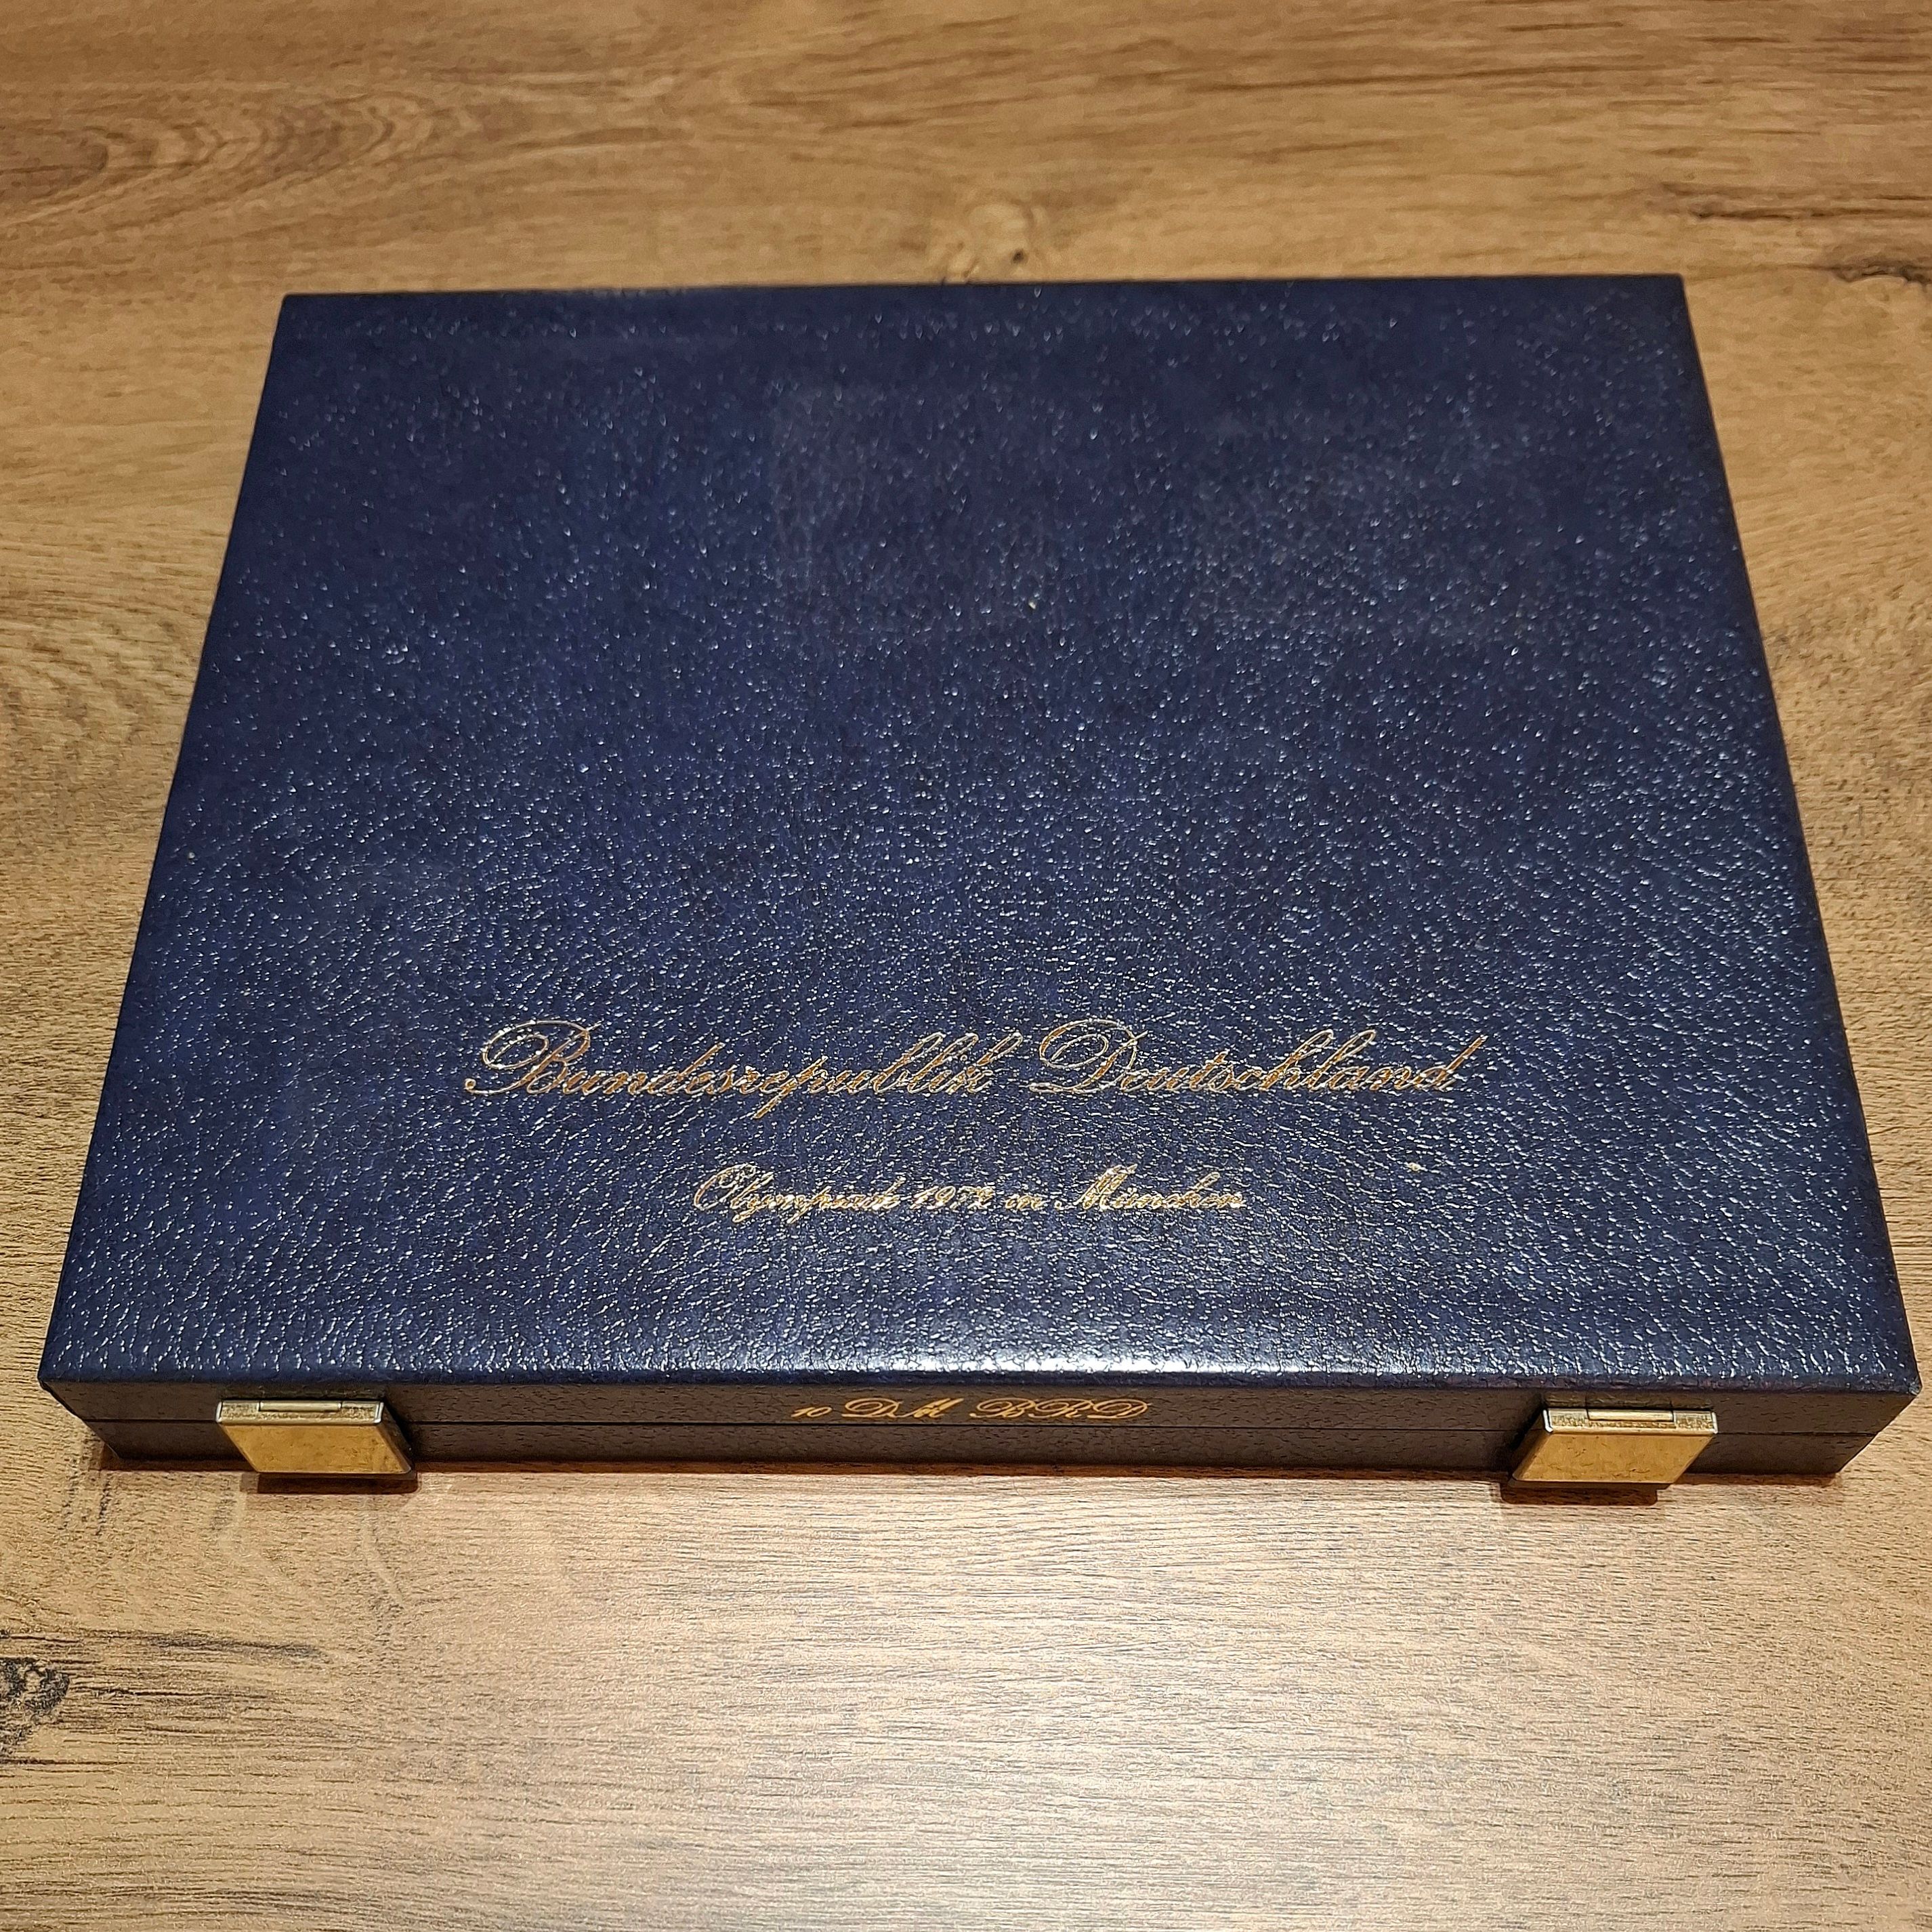 Bundesrepublik Deutschland
Olympiade 1972 in München
10 DM BRD